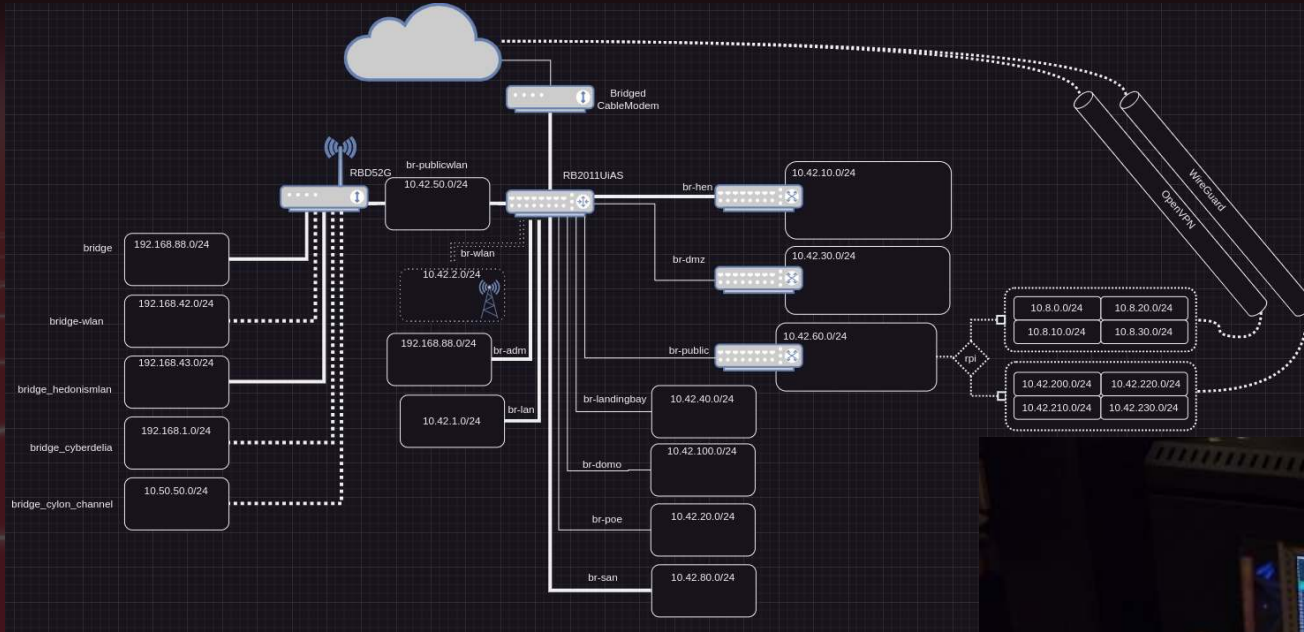 Bridged
CableModem
RBD52G
br-publicwlan
10.42.50.0/24
RB2011UiAS
br-hen
10.42.10.0/24
WireGuard
OpenVPN
bridge
192.168.88.0/24
br-wlan
10.42.2.0/24
br-dmz
10.42.30.0/24
bridge-wlan
192.168.42.0/24
10.8.0.0/24
10.8.20.0/24
10.8.10.0/24
10.8.30.0/24
192.168.88.0/24
br-adm
br-public
10.42.60.0/24
rpi
bridge_hedonismlan
192.168.43.0/24
10.42.200.0/24
10.42.220.0/24
10.42.210.0/24
10.42.230.0/24
10.42.1.0/24
br-lan
br-landingbay
10.42.40.0/24
bridge_cyberdelia
192.168.1.0/24
br-domo
10.42.100.0/24
bridge_cylon_channel
10.50.50.0/24
br-poe
10.42.20.0/24
br-san
10.42.80.0/24